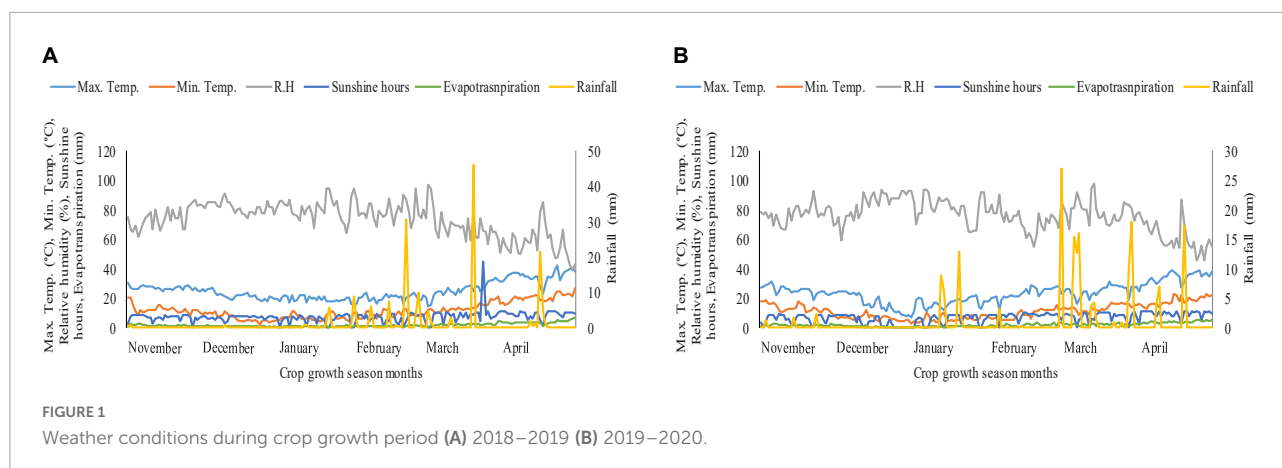 A
Max. Temp. Min. Temp. R.H Sunshine hours Evapotrasnpiration Rainfall
Max. Temp. (°C), Min. Temp. (°C),
Relative humidity (%), Sunshine
hours, Evapotranspiration (mm)
120
100
80
60
40
20
0
50
40
30
20
10
0
Rainfall (mm)
November December January February March April
Crop growth season months
B
Max. Temp. Min. Temp. R.H Sunshine hours Evapotrasnpiration Rainfall
Max. Temp. (°C), Min. Temp. (°C),
Relative humidity (%), Sunshine
hours, Evapotranspiration (mm)
120
100
80
60
40
20
0
30
25
20
15
10
5
0
Rainfall (mm)
November December January February March April
Crop growth season months
FIGURE 1
Weather conditions during crop growth period (A) 2018–2019 (B) 2019–2020.